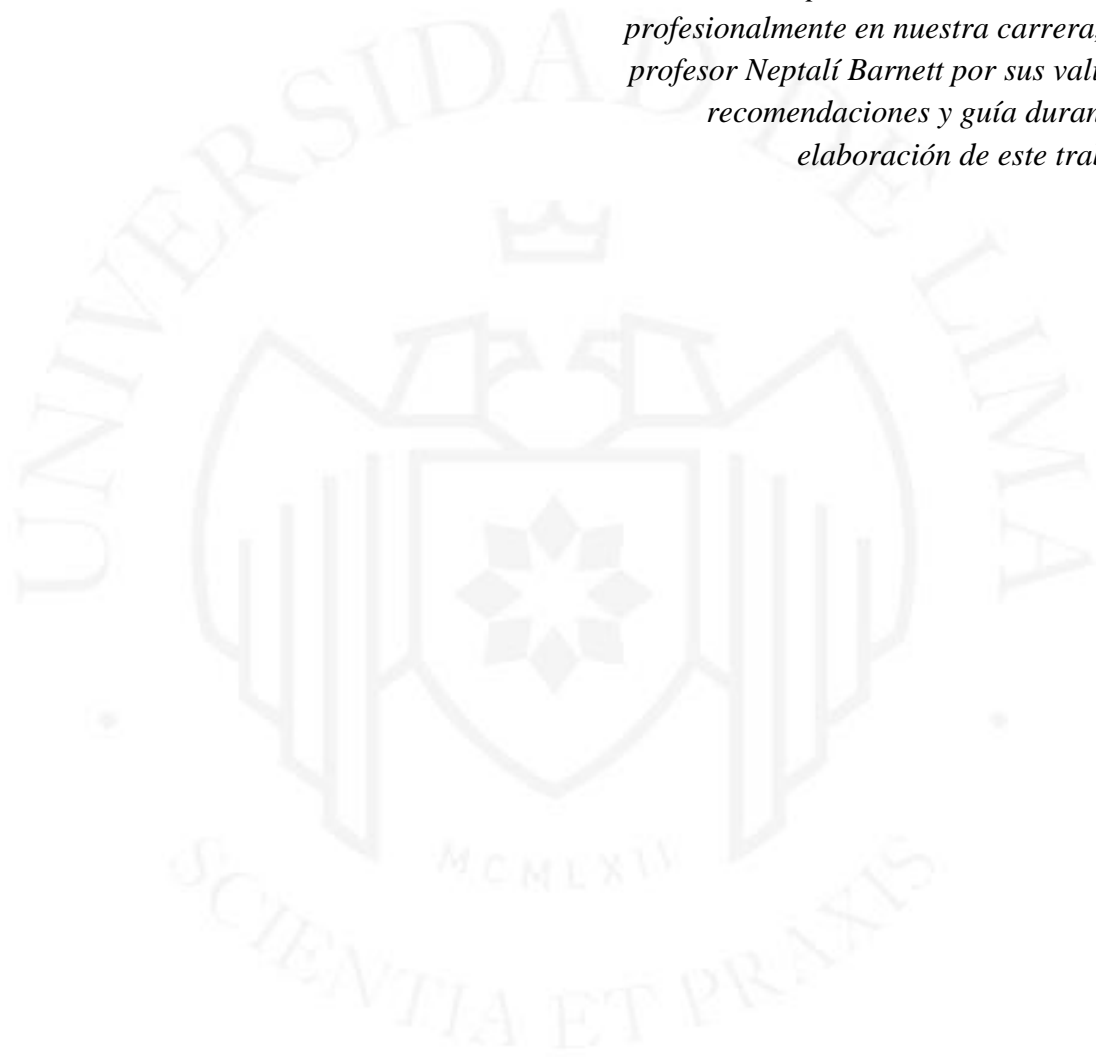 profesionalmente en nuestra carrera,
profesor Neptalí Barnett por sus
recomendaciones y guía
elaboración de este
UNIVERSIDAD DE LIMA
MCMLXII
SCIENTIA ET PRAXIS